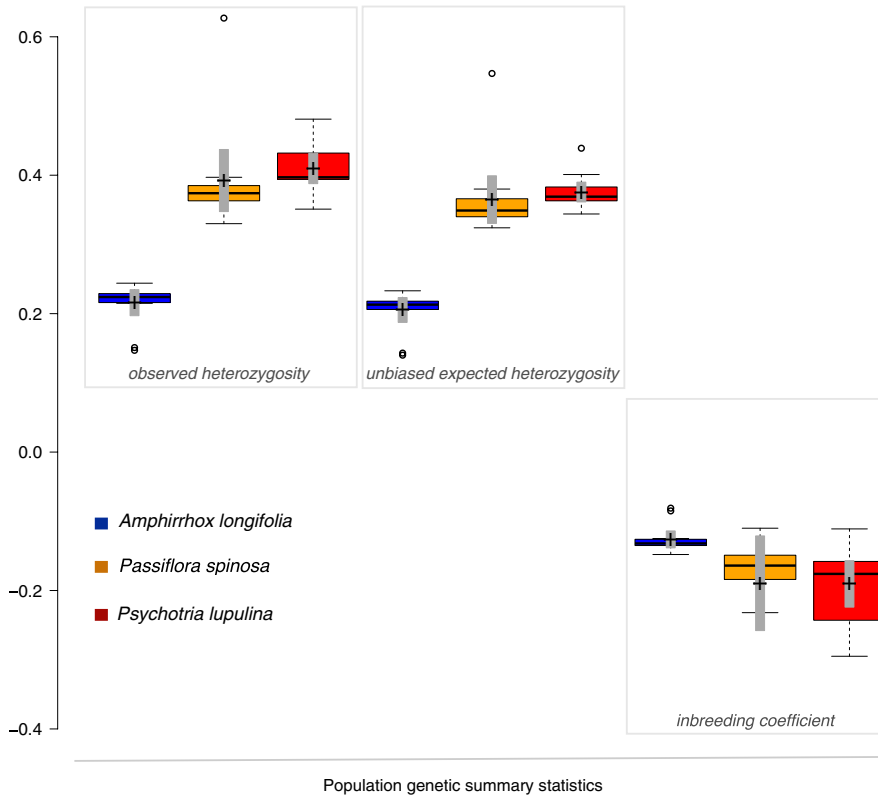 0.6
0.4
0.2
0.0
−0.2
−0.4
observed heterozygosity
unbiased expected heterozygosity
Amphirrhox longifolia
Passiflora spinosa
Psychotria lupulina
inbreeding coefficient
Population genetic summary statistics